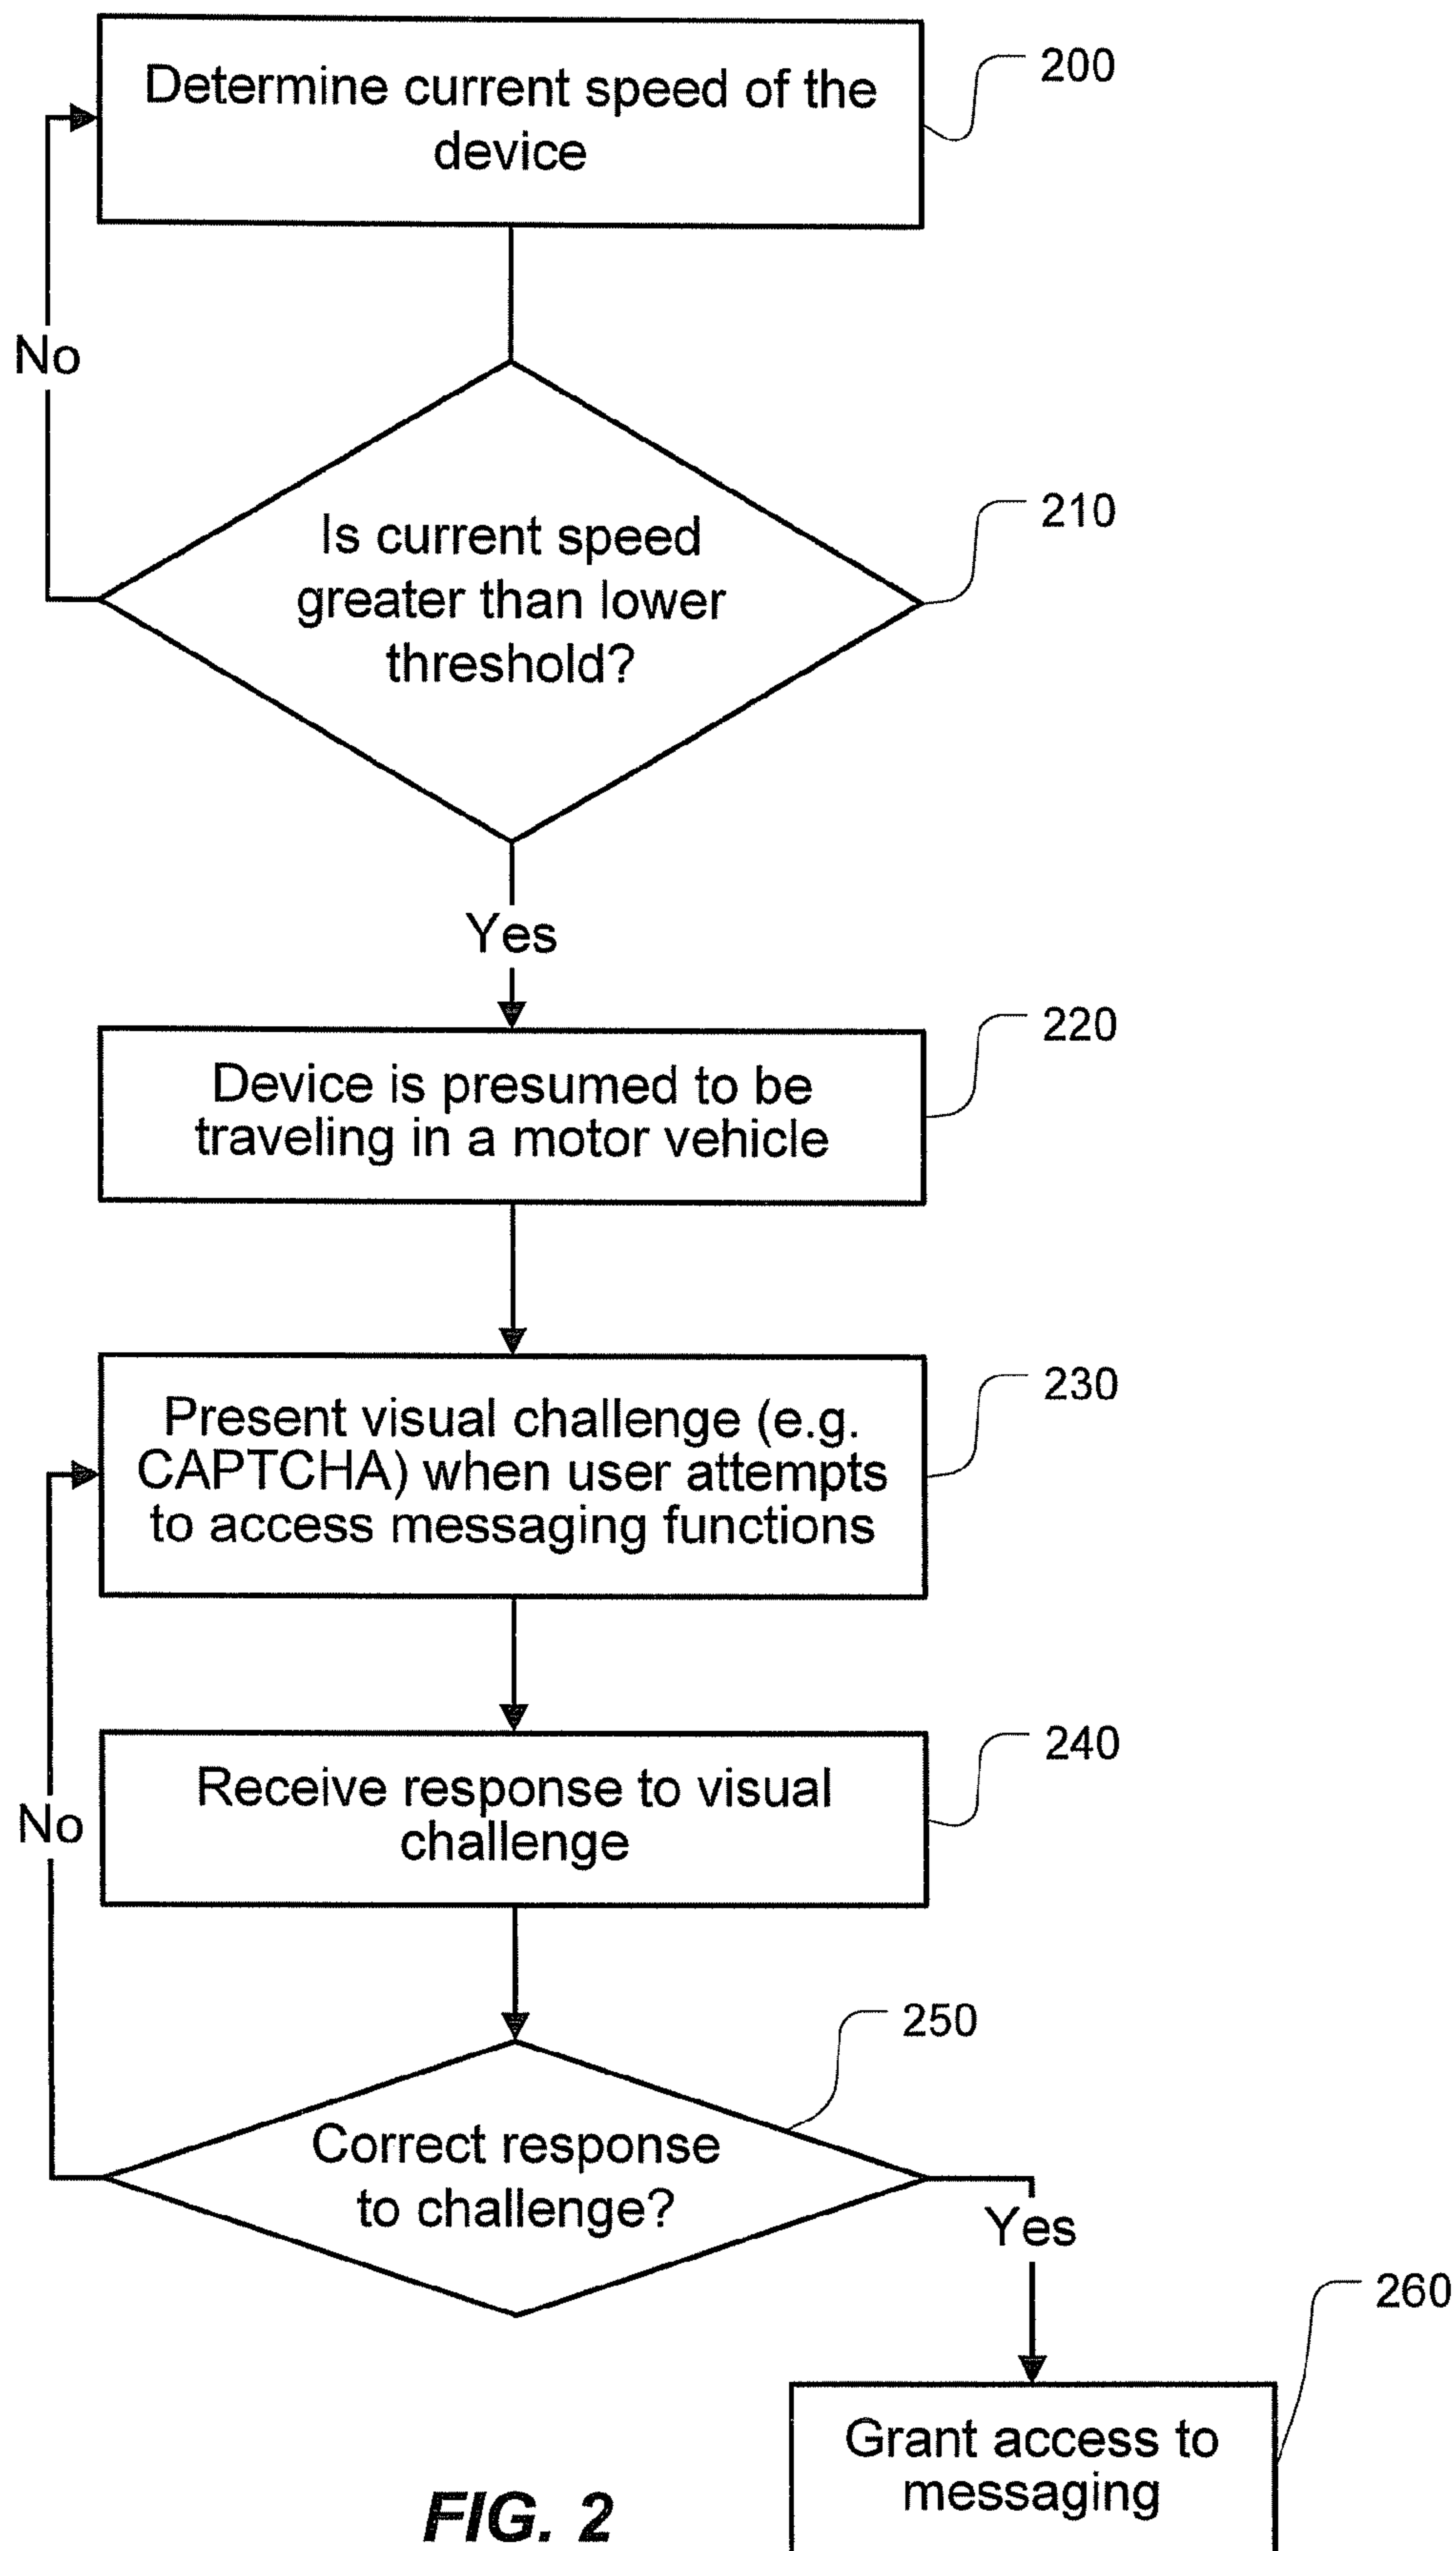 Determine current speed of the
device
200
No
Is current speed
greater than lower
threshold?
210
Yes
Device is presumed to be
traveling in a motor vehicle
220
Present visual challenge (e.g.
CAPTCHA) when user attempts
to access messaging functions
230
Receive response to visual
challenge
240
No
Correct response
to challenge?
250
Yes
Grant access to
messaging
260
FIG. 2